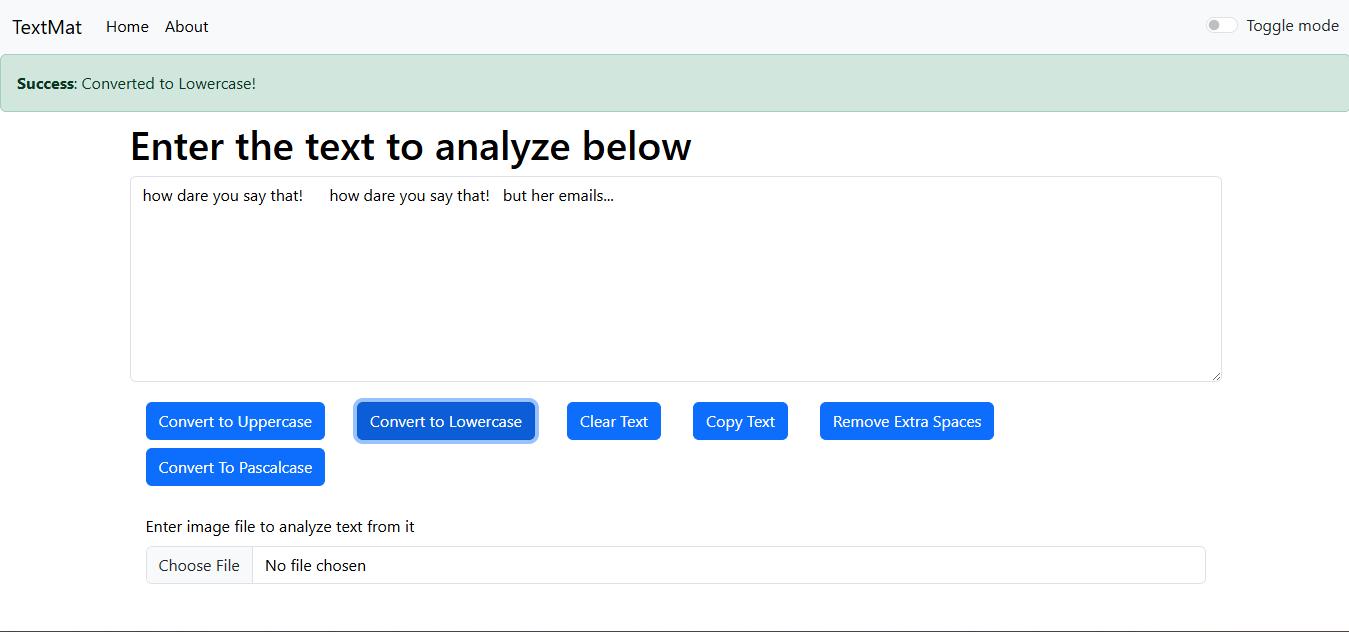 TextMat Home About Toggle mode
Success: Converted to Lowercase!
Enter the text to analyze below
how dare you say that!      how dare you say that!   but her emails...
Convert to Uppercase Convert to Lowercase Clear Text Copy Text Remove Extra Spaces
Convert To Pascalcase
Enter image file to analyze text from it
Choose File No file chosen